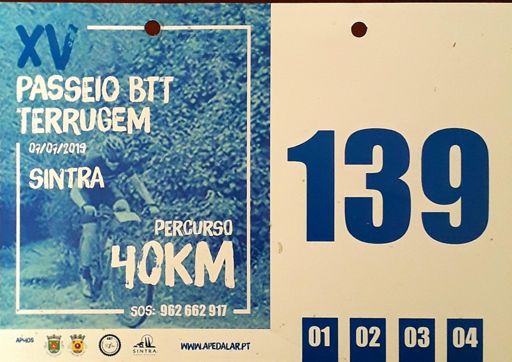 XV
PASSEIO BTT
TERRUGEM
07/07/2019
SINTRA
PERCURSO
40KM
SOS: 962 662 917
APOIOS
SINTRA
WWW.APEDALAR.PT
139
01 02 03 04